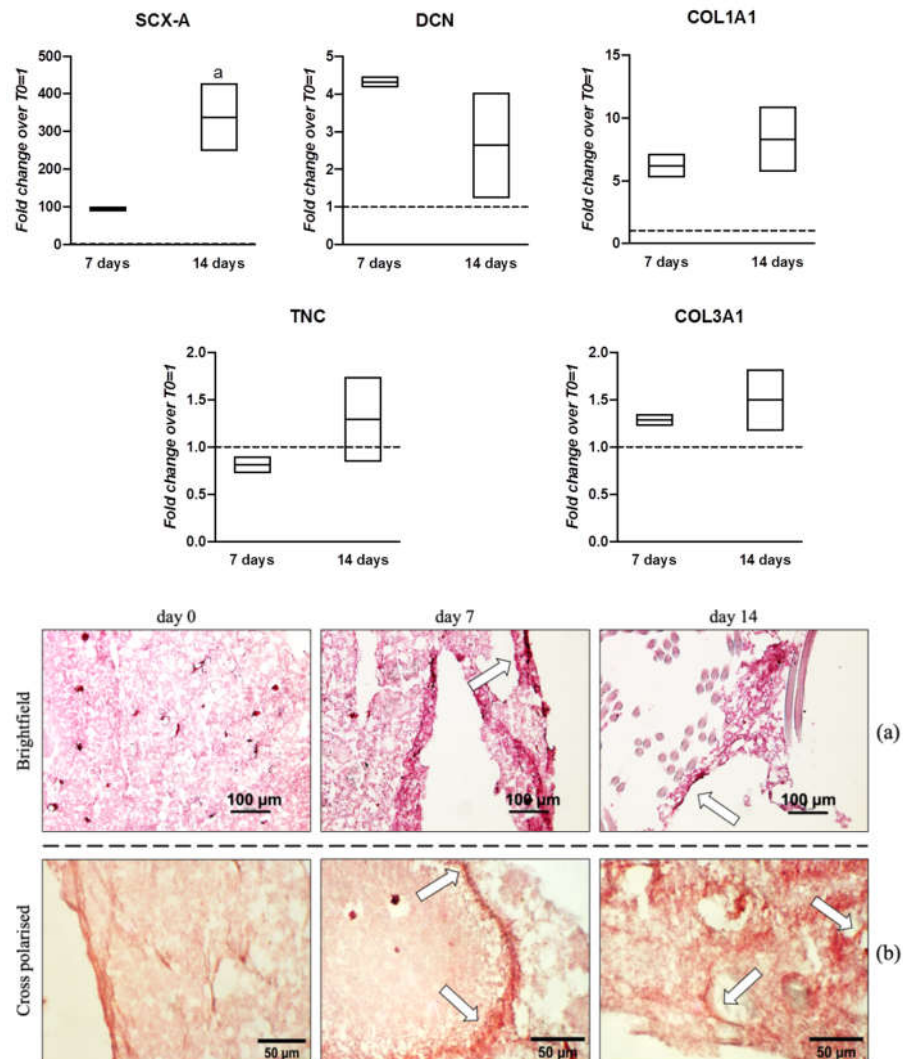 SCX-A
Fold change over T0=1
500
400
300
200
100
0
a
7 days
14 days
DCN
Fold change over T0=1
5
4
3
2
1
0
7 days
14 days
COL1A1
Fold change over T0=1
15
10
5
0
7 days
14 days
TNC
Fold change over T0=1
2.0
1.5
1.0
0.5
0.0
7 days
14 days
COL3A1
Fold change over T0=1
2.0
1.5
1.0
0.5
0.0
7 days
14 days
day 0
day 7
day 14
Brightfield
100 µm
100 µm
100 µm
(a)
Cross polarised
50 µm
50 µm
50 µm
(b)